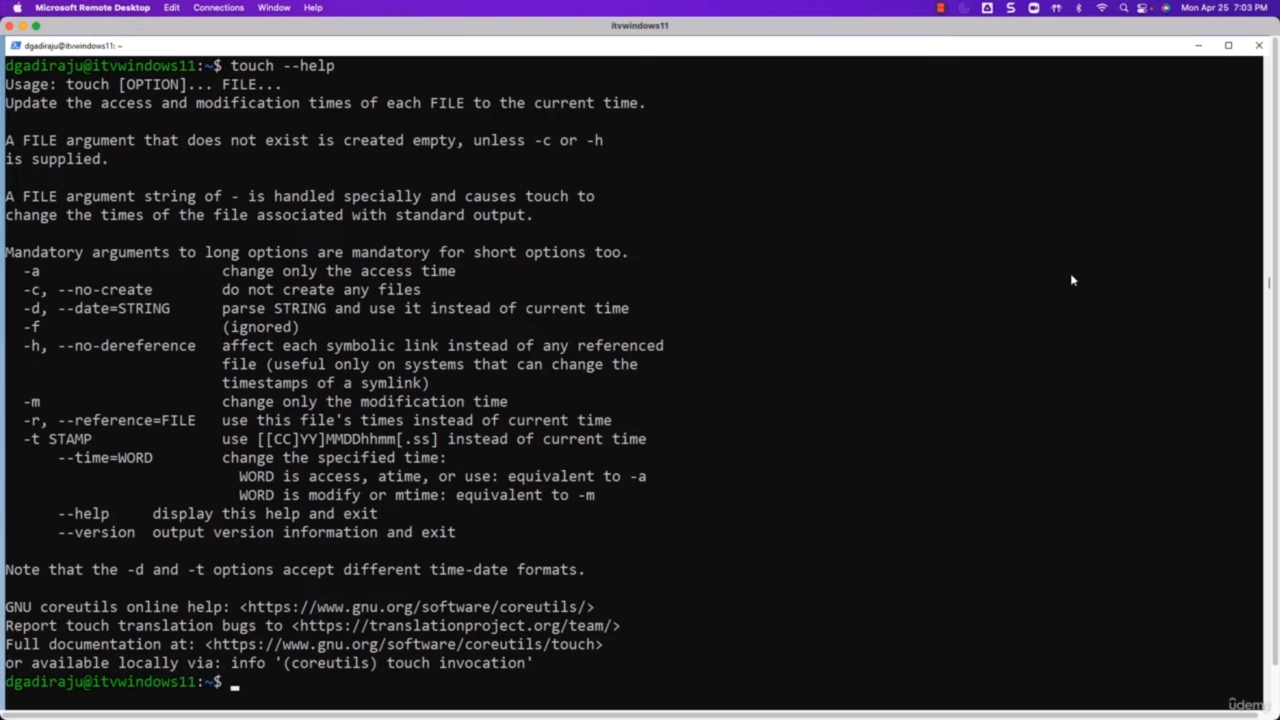 Microsoft Remote Desktop Edit Connections Window Help Mon Apr 25 7:03 PM
itvwindows11
dgadiraju@itvwindows11: ~
dgadiraju@itvwindows11:~$ touch --help
Usage: touch [OPTION]... FILE...
Update the access and modification times of each FILE to the current time.
A FILE argument that does not exist is created empty, unless -c or -h
is supplied.
A FILE argument string of - is handled specially and causes touch to
change the times of the file associated with standard output.
Mandatory arguments to long options are mandatory for short options too.
-a change only the access time
-c, --no-create do not create any files
-d, --date=STRING parse STRING and use it instead of current time
-f (ignored)
-h, --no-dereference affect each symbolic link instead of any referenced
file (useful only on systems that can change the
timestamps of a symlink)
-m change only the modification time
-r, --reference=FILE use this file's times instead of current time
-t STAMP use [[CC]YY]MMDDhhmm[.ss] instead of current time
--time=WORD change the specified time:
WORD is access, atime, or use: equivalent to -a
WORD is modify or mtime: equivalent to -m
--help display this help and exit
--version output version information and exit
Note that the -d and -t options accept different time-date formats.
GNU coreutils online help: <https://www.gnu.org/software/coreutils/>
Report touch translation bugs to <https://translationproject.org/team/>
Full documentation at: <https://www.gnu.org/software/coreutils/touch>
or available locally via: info '(coreutils) touch invocation'
dgadiraju@itvwindows11:~$
udemy